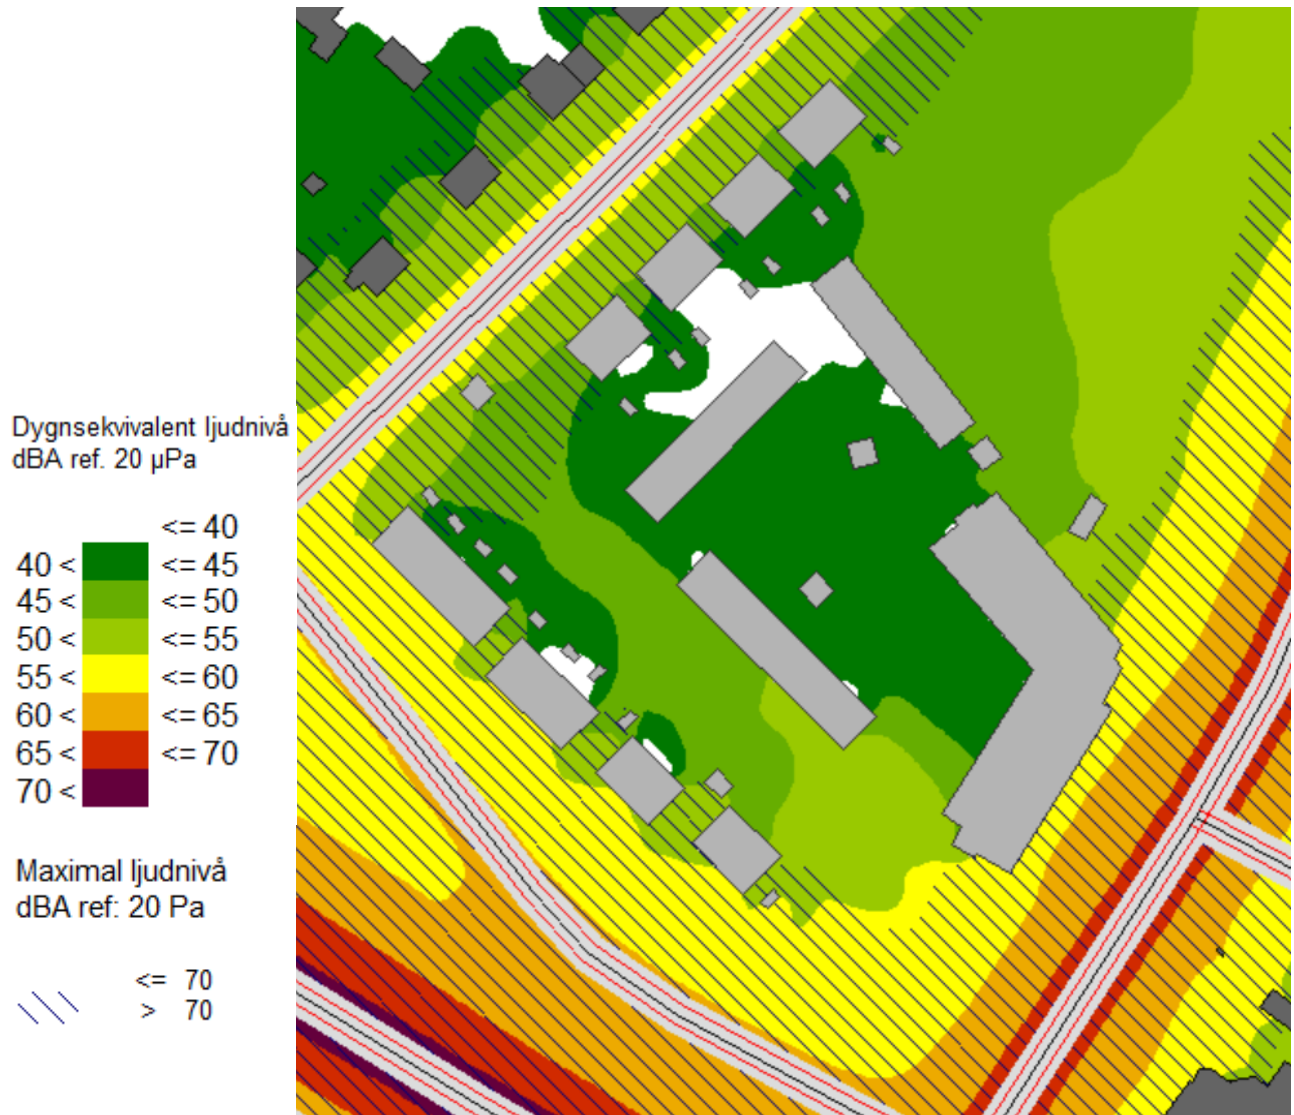 Dygnsekvivalent ljudnivå
dBA ref. 20 µPa
<= 40
40 < <= 45
45 < <= 50
50 < <= 55
55 < <= 60
60 < <= 65
65 < <= 70
70 <
Maximal ljudnivå
dBA ref: 20 Pa
<= 70
> 70